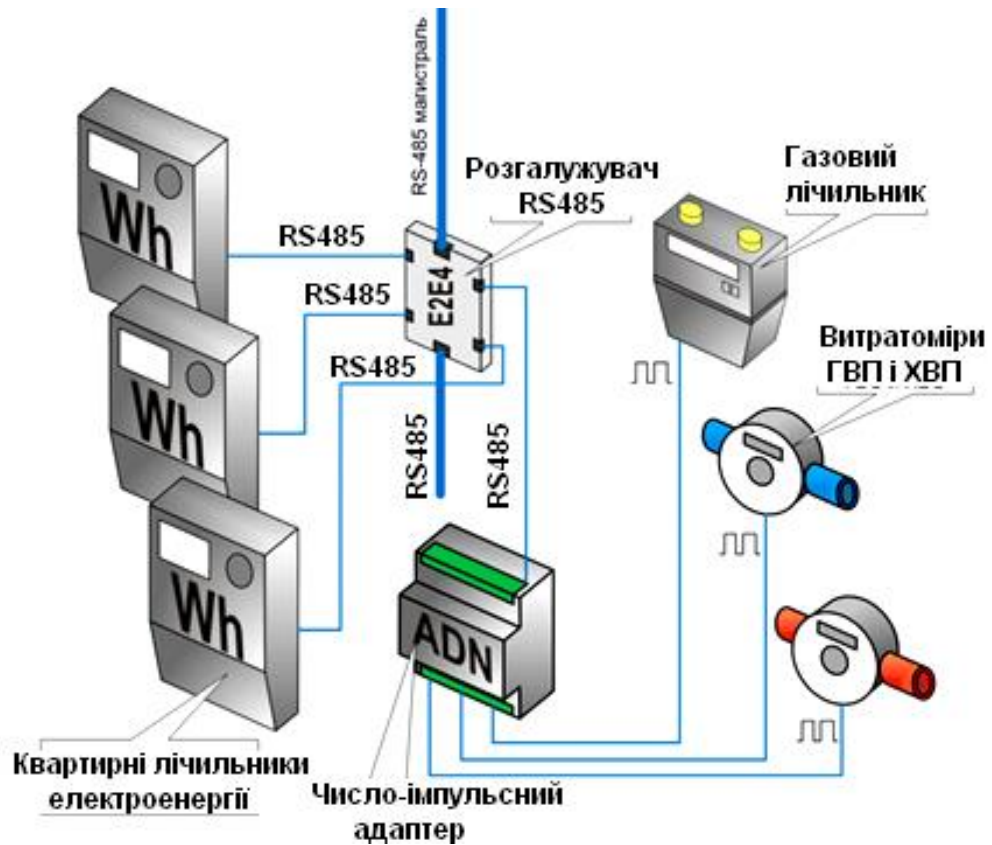 RS-485 магистраль
Розгалужувач
RS485
Газовий
лічильник
Wh
RS485
E2E4
RS485
Витратоміри
ГВП і ХВП
Wh
RS485
RS485
RS485
Wh
ADN
Квартирні лічильники
електроенергії
Число-імпульсний
адаптер